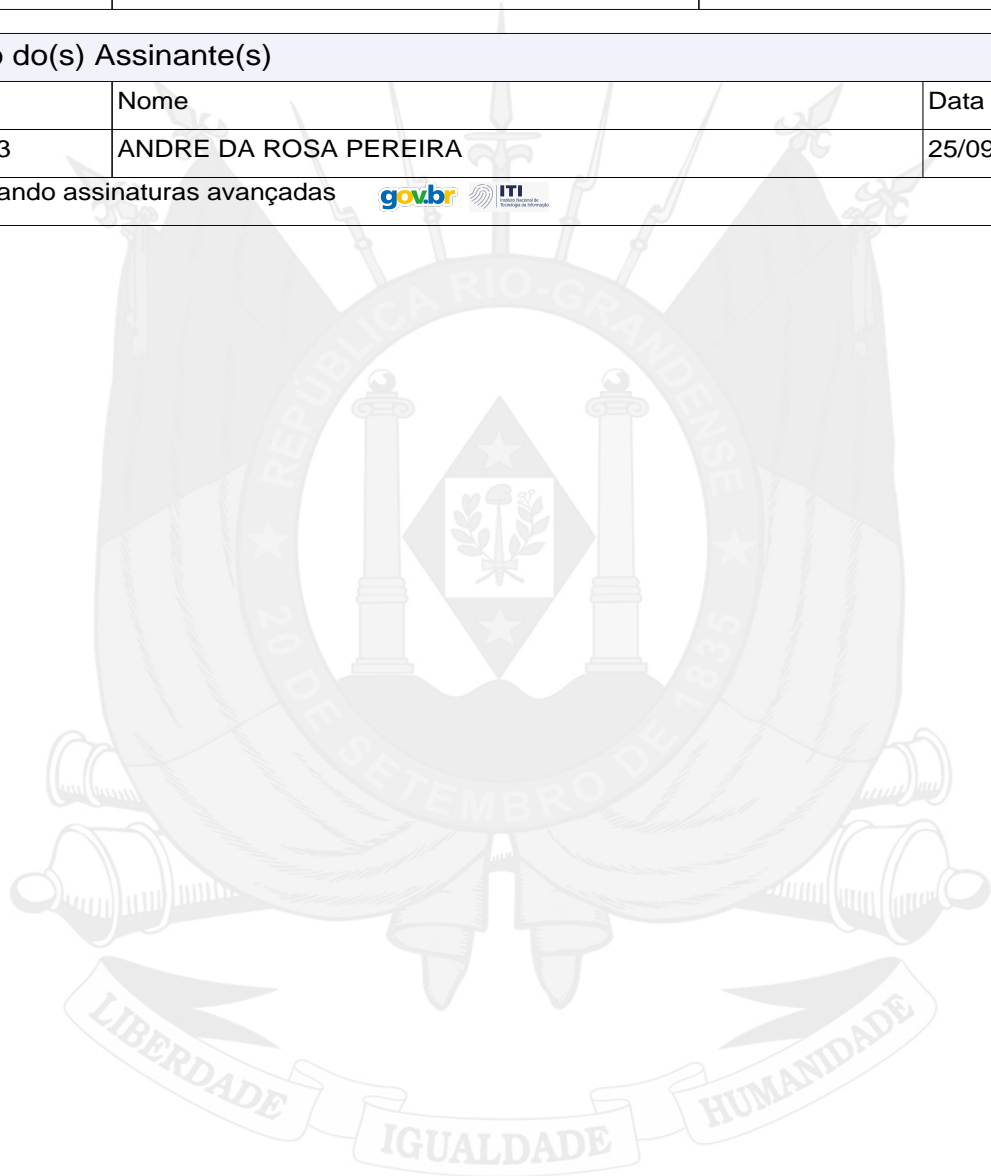 o do(s) Assinante(s)
Nome Data
3 ANDRE DA ROSA PEREIRA 25/09
ando assinaturas avançadas gov.br ITI
REPÚBLICA RIO-GRANDENSE
20 DE SETEMBRO DE 1835
LIBERDADE IGUALDADE HUMANIDADE